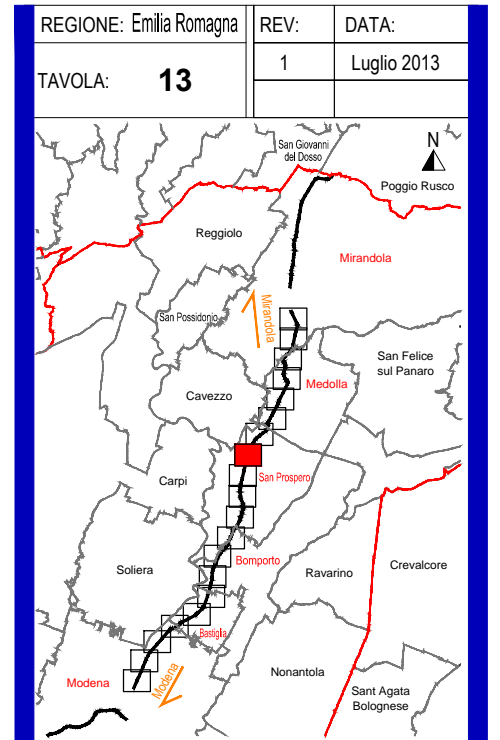 REGIONE: Emilia Romagna
REV:
DATA:
TAVOLA: 13
1
Luglio 2013
San Giovanni
del Dosso
N
Poggio Rusco
Reggiolo
Mirandola
San Possidonio
Mirandola
San Felice
sul Panaro
Medolla
Cavezzo
Carpi
San Prospero
Soliera
Bomporto
Ravarino
Crevalcore
Bastiglia
Modena
Modena
Nonantola
Sant Agata
Bolognese